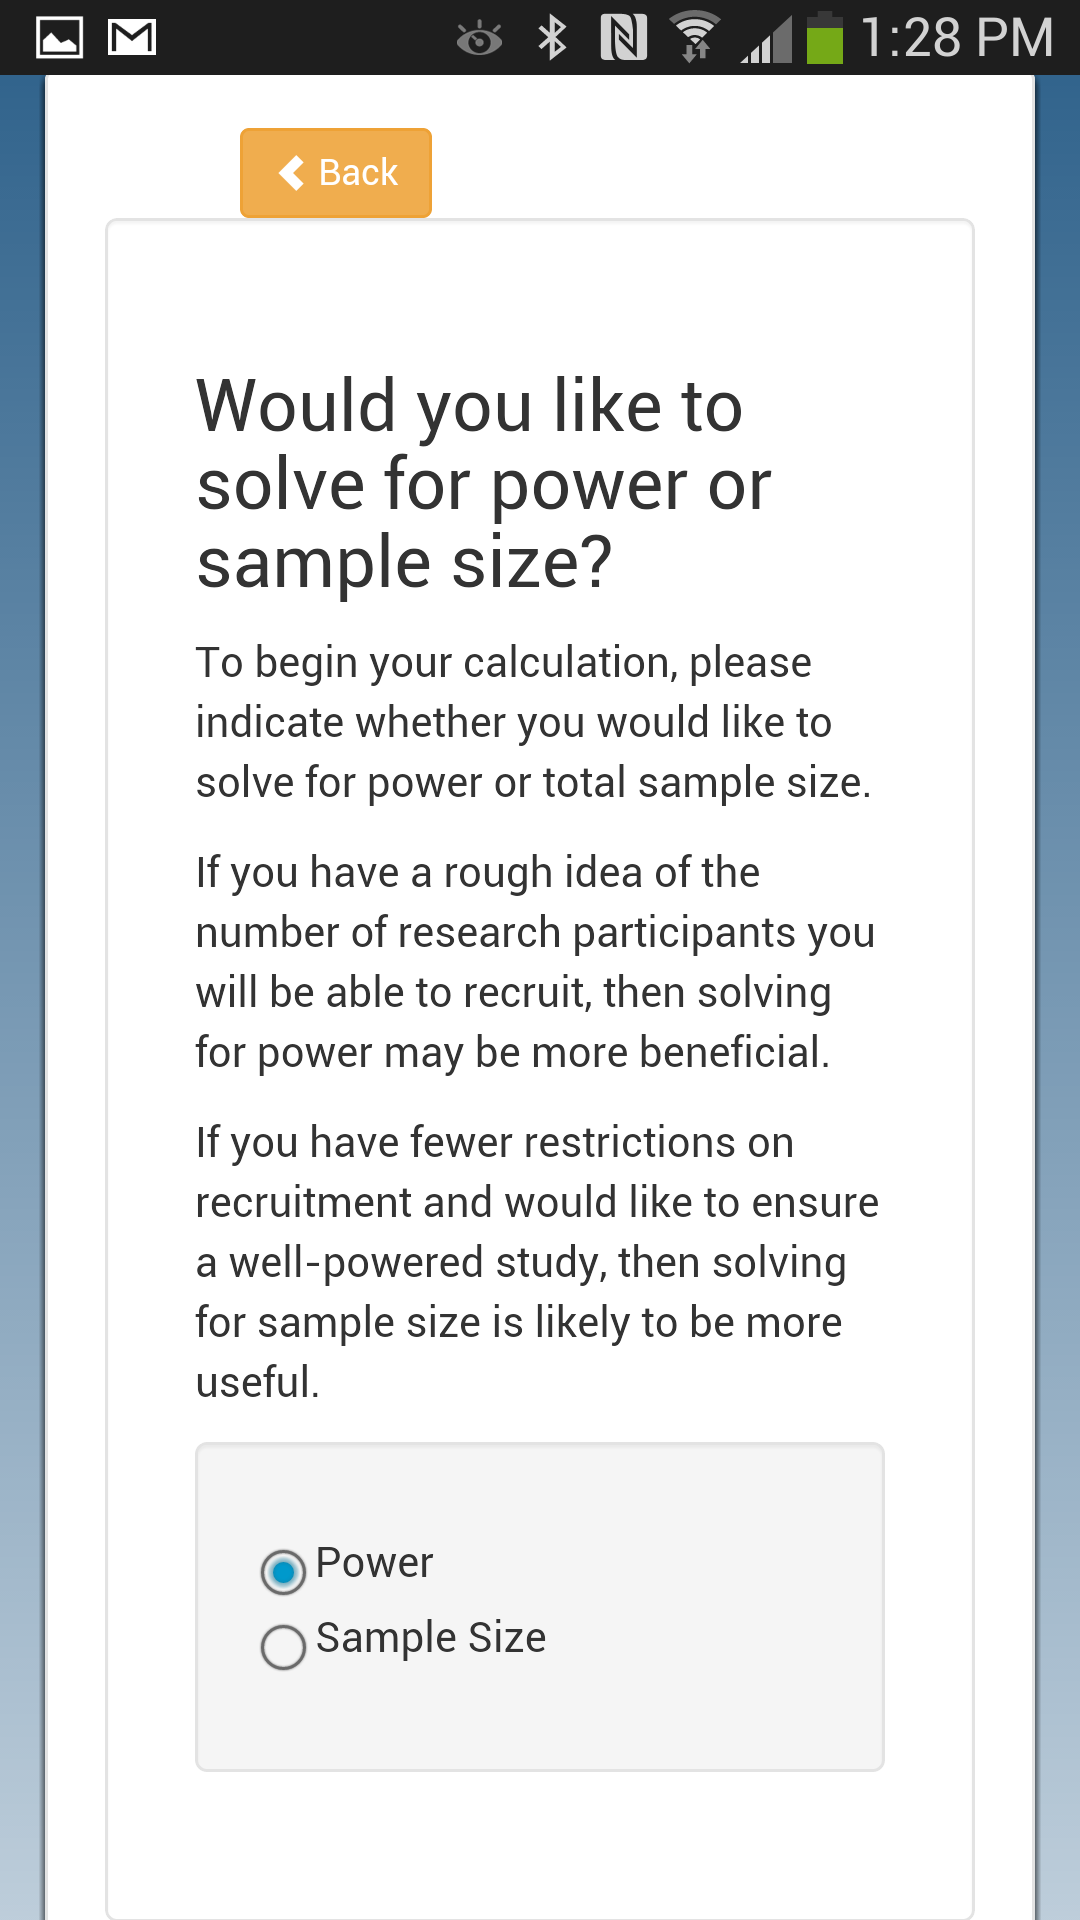 1:28 PM
Back
Would you like to
solve for power or
sample size?
To begin your calculation, please
indicate whether you would like to
solve for power or total sample size.
If you have a rough idea of the
number of research participants you
will be able to recruit, then solving
for power may be more beneficial.
If you have fewer restrictions on
recruitment and would like to ensure
a well-powered study, then solving
for sample size is likely to be more
useful.
Power
Sample Size